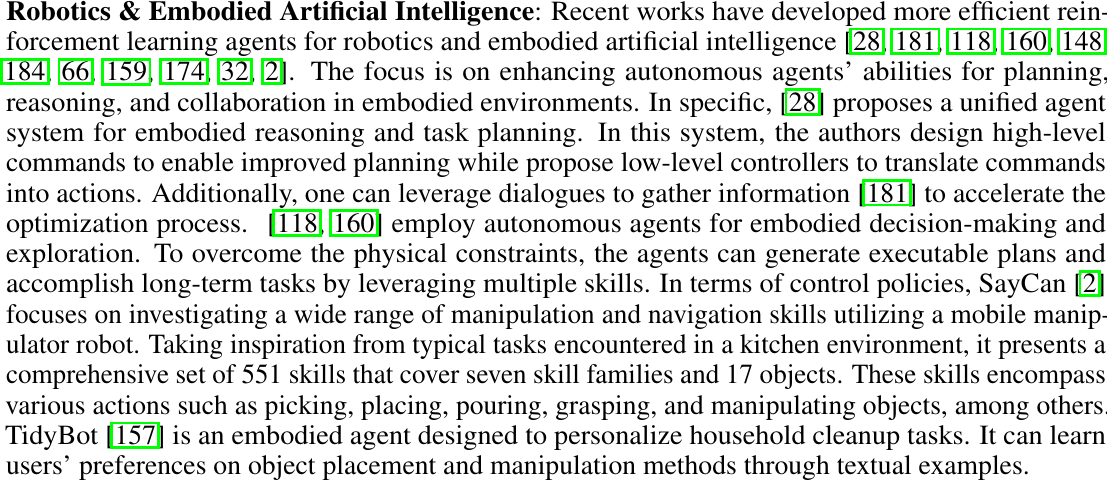 Robotics & Embodied Artificial Intelligence: Recent works have developed more efficient rein-
forcement learning agents for robotics and embodied artificial intelligence [28, 181, 118, 160, 148,
184, 66, 159, 174, 32, 2]. The focus is on enhancing autonomous agents' abilities for planning,
reasoning, and collaboration in embodied environments. In specific, [28] proposes a unified agent
system for embodied reasoning and task planning. In this system, the authors design high-level
commands to enable improved planning while propose low-level controllers to translate commands
into actions. Additionally, one can leverage dialogues to gather information [181] to accelerate the
optimization process. [118, 160] employ autonomous agents for embodied decision-making and
exploration. To overcome the physical constraints, the agents can generate executable plans and
accomplish long-term tasks by leveraging multiple skills. In terms of control policies, SayCan [2]
focuses on investigating a wide range of manipulation and navigation skills utilizing a mobile manip-
ulator robot. Taking inspiration from typical tasks encountered in a kitchen environment, it presents a
comprehensive set of 551 skills that cover seven skill families and 17 objects. These skills encompass
various actions such as picking, placing, pouring, grasping, and manipulating objects, among others.
TidyBot [157] is an embodied agent designed to personalize household cleanup tasks. It can learn
users' preferences on object placement and manipulation methods through textual examples.